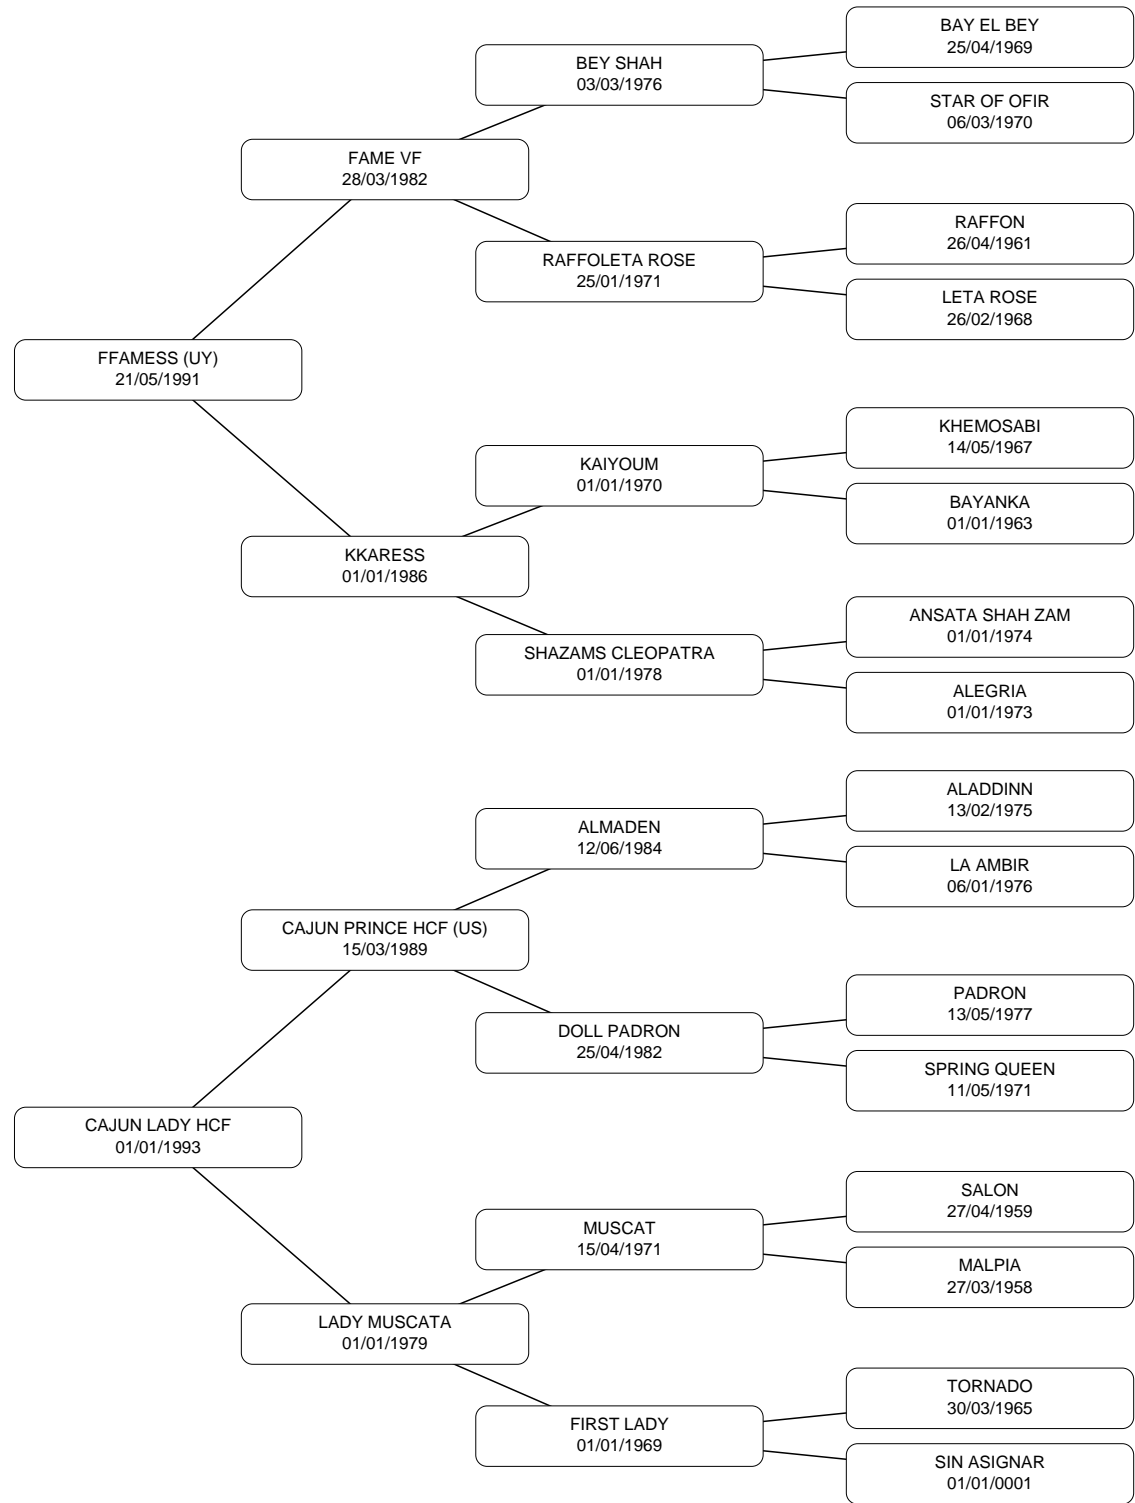 BAY EL BEY
25/04/1969
BEY SHAH
03/03/1976
STAR OF OFIR
06/03/1970
FAME VF
28/03/1982
RAFFON
26/04/1961
RAFFOLETA ROSE
25/01/1971
LETA ROSE
26/02/1968
FFAMESS (UY)
21/05/1991
KHEMOSABI
14/05/1967
KAIYOUM
01/01/1970
BAYANKA
01/01/1963
KKARESS
01/01/1986
ANSATA SHAH ZAM
01/01/1974
SHAZAMS CLEOPATRA
01/01/1978
ALEGRIA
01/01/1973
ALADDINN
13/02/1975
ALMADEN
12/06/1984
LA AMBIR
06/01/1976
CAJUN PRINCE HCF (US)
15/03/1989
PADRON
13/05/1977
DOLL PADRON
25/04/1982
SPRING QUEEN
11/05/1971
CAJUN LADY HCF
01/01/1993
SALON
27/04/1959
MUSCAT
15/04/1971
MALPIA
27/03/1958
LADY MUSCATA
01/01/1979
TORNADO
30/03/1965
FIRST LADY
01/01/1969
SIN ASIGNAR
01/01/0001